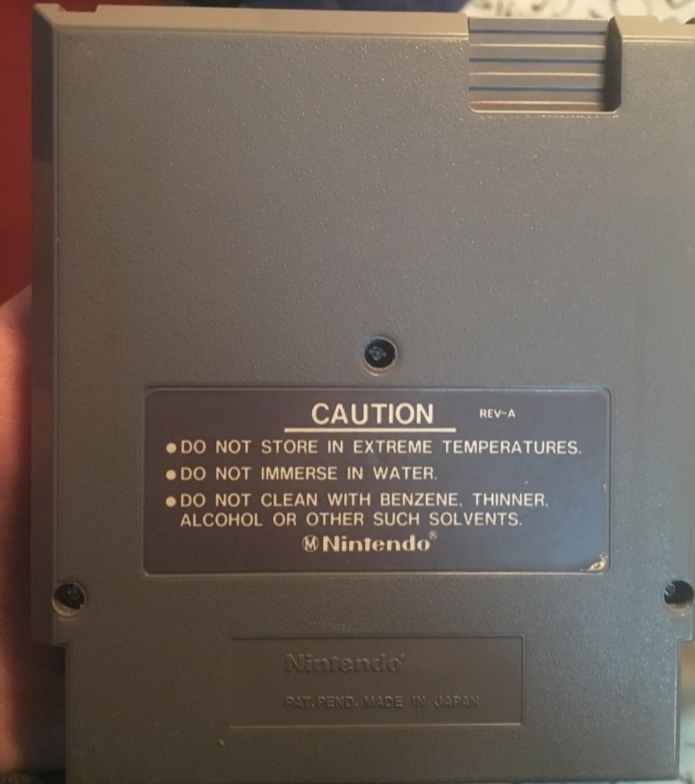 CAUTION REV-A
●DO NOT STORE IN EXTREME TEMPERATURES.
●DO NOT IMMERSE IN WATER.
●DO NOT CLEAN WITH BENZENE, THINNER,
ALCOHOL OR OTHER SUCH SOLVENTS.
Ⓜ Nintendo®
Nintendo®
PAT. PEND. MADE IN JAPAN